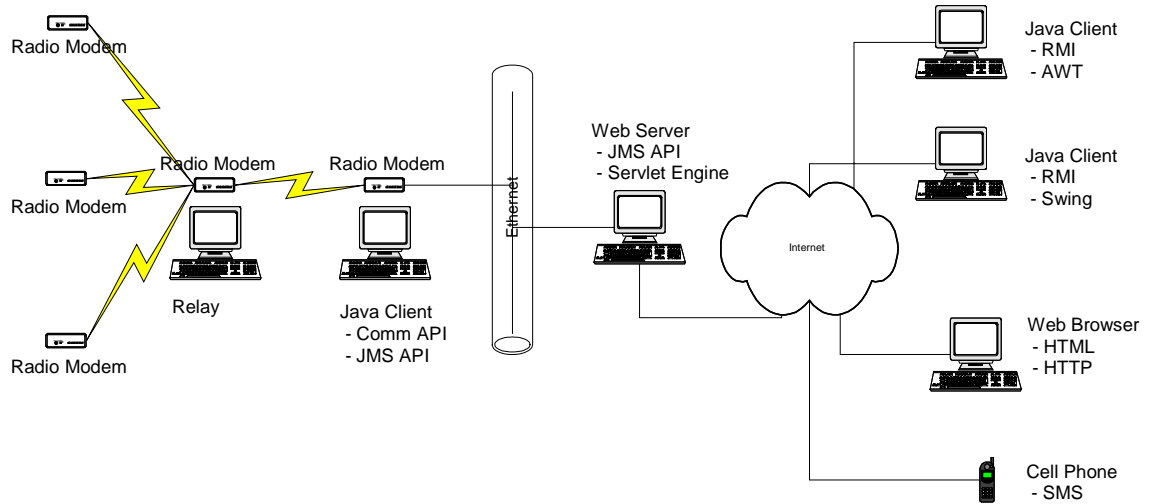 Radio Modem
Radio Modem
Radio Modem
Radio Modem
Relay
Radio Modem
Java Client
- Comm API
- JMS API
Ethernet
Web Server
- JMS API
- Servlet Engine
Internet
Java Client
- RMI
- AWT
Java Client
- RMI
- Swing
Web Browser
- HTML
- HTTP
Cell Phone
- SMS